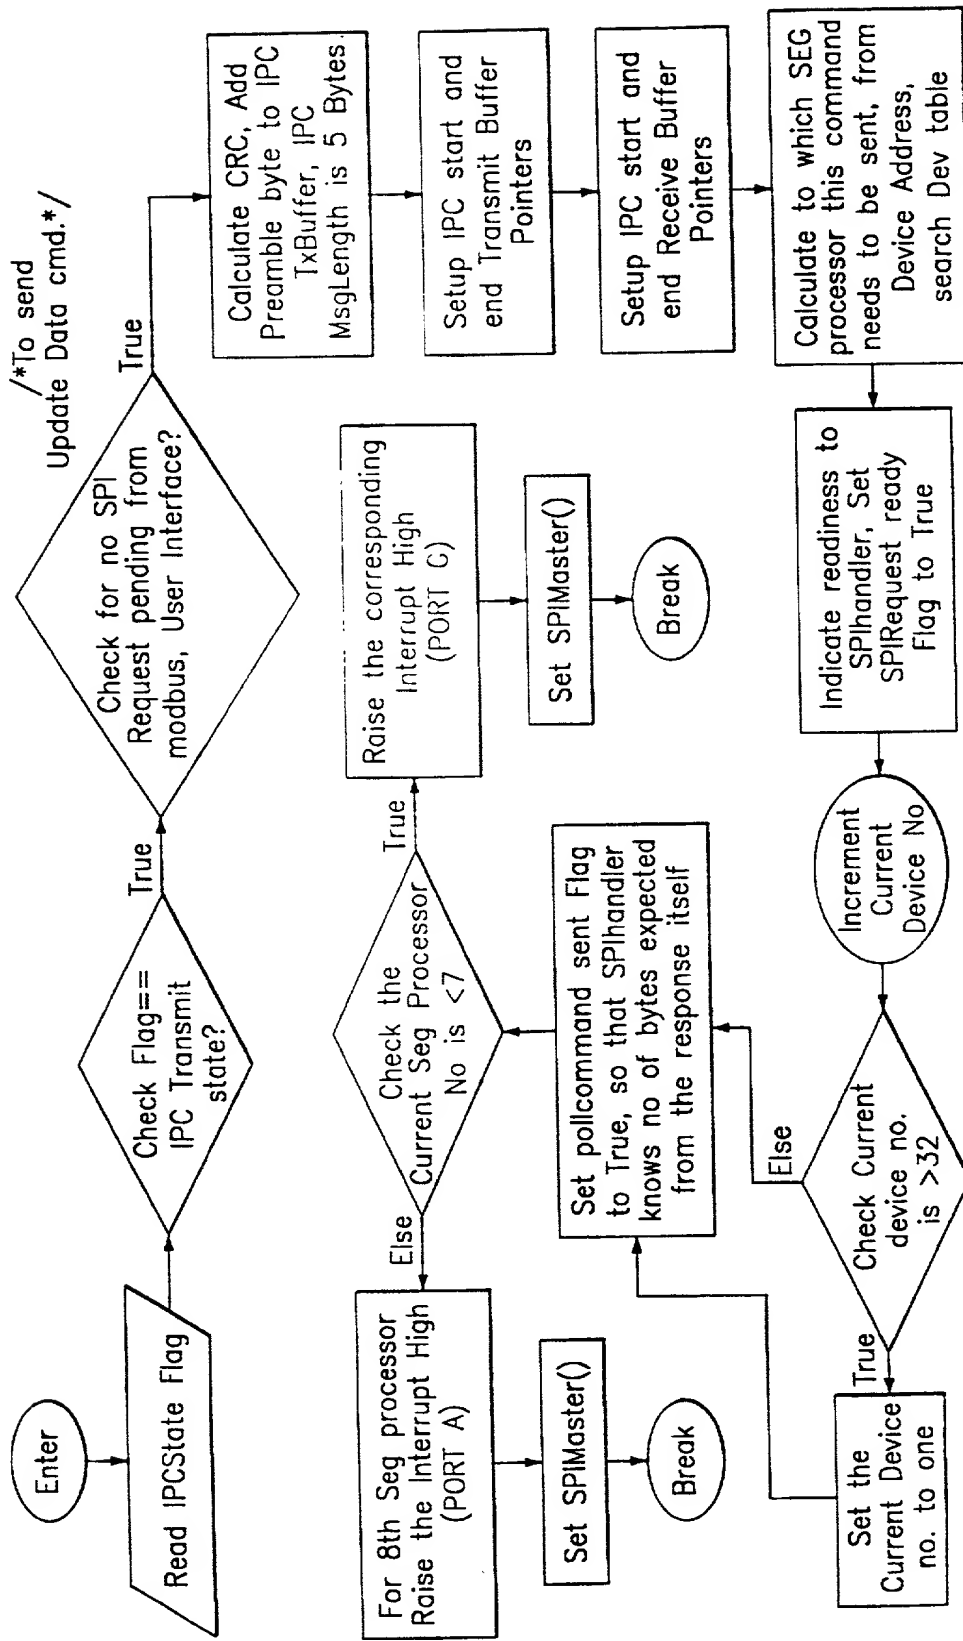 Enter
Read IPCState Flag
Check Flag==
IPC Transmit
state?
True
Check for no SPI
Request pending from
modbus, User Interface?
/*To send
Update Data cmd.*/
True
Calculate CRC, Add
Preamble byte to IPC
TxBuffer, IPC
MsgLength is 5 Bytes.
Setup IPC start and
end Transmit Buffer
Pointers
Setup IPC start and
end Receive Buffer
Pointers
Calculate to which SEG
processor this command
needs to be sent, from
Device Address,
search Dev table
Indicate readiness to
SPIhandler, Set
SPIRequest ready
Flag to True
Increment
Current
Device No
Check Current
device no.
is >32
True
Else
Set the
Current Device
no. to one
Set pollcommand sent Flag
to True, so that SPIhandler
knows no of bytes expected
from the response itself
Check the
Current Seg Processor
No is <7
True
Else
Raise the corresponding
Interrupt High
(PORT C)
Set SPIMaster()
Break
For 8th Seg processor
Raise the Interrupt High
(PORT A)
Set SPIMaster()
Break